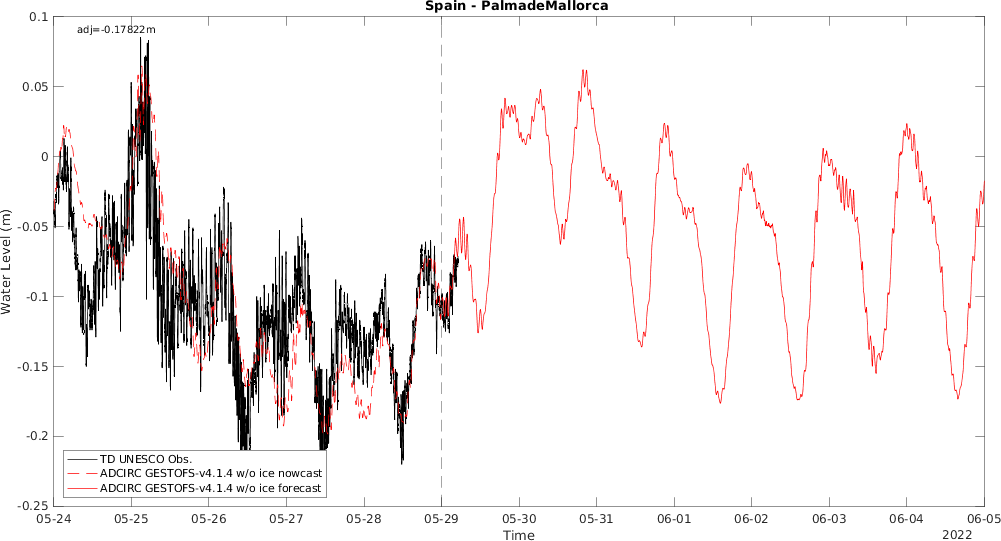 Spain - PalmadeMallorca
adj=-0.17822m
0.1
0.05
0
-0.05
-0.1
-0.15
-0.2
-0.25
Water Level (m)
TD UNESCO Obs.
ADCIRC GESTOFS-v4.1.4 w/o ice nowcast
ADCIRC GESTOFS-v4.1.4 w/o ice forecast
05-24 05-25 05-26 05-27 05-28 05-29 05-30 05-31 06-01 06-02 06-03 06-04 06-05
Time
2022